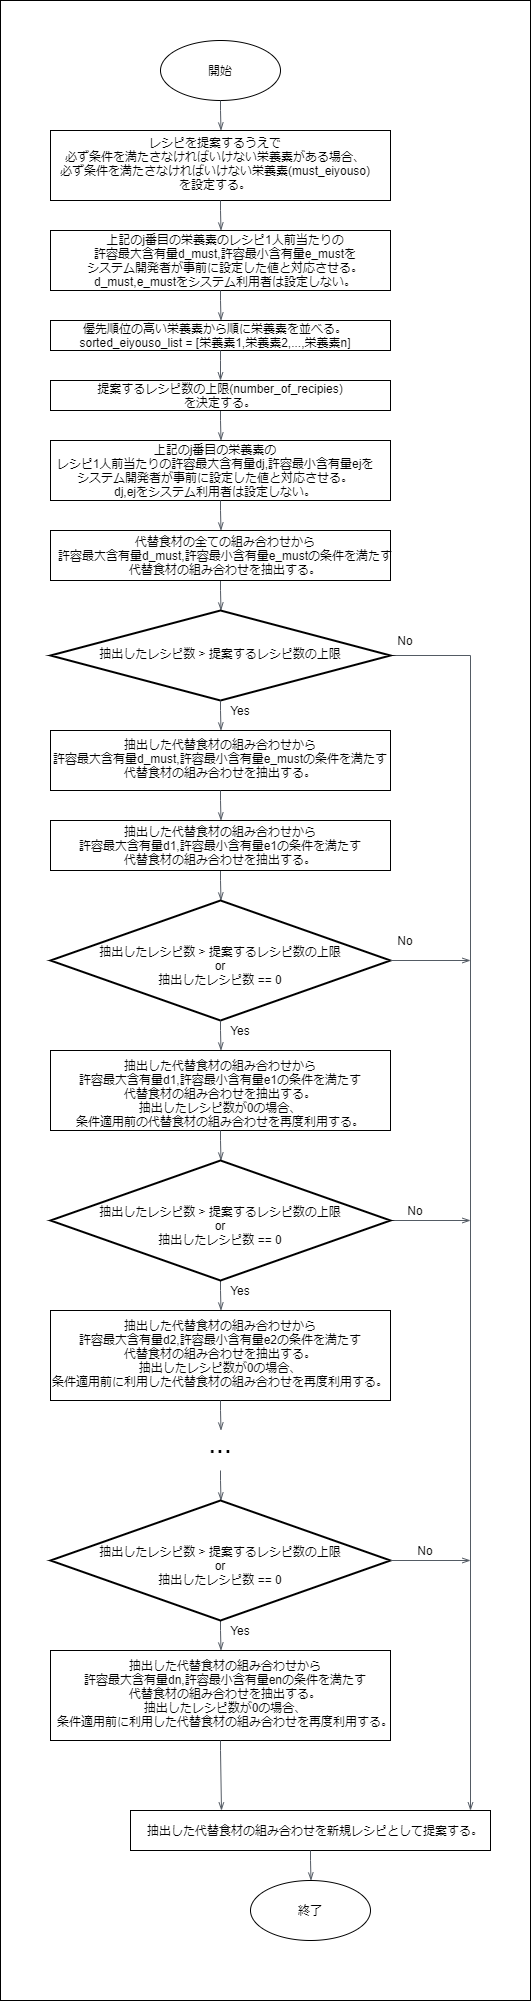 開始
レシピを提案するうえで
必ず条件を満たさなければいけない栄養素がある場合、
必ず条件を満たさなければいけない栄養素(must_eiyouso)
を設定する。
上記のj番目の栄養素のレシピ1人前当たりの
許容最大含有量d_must,許容最小含有量e_mustを
システム開発者が事前に設定した値と対応させる。
d_must,e_mustをシステム利用者は設定しない。
優先順位の高い栄養素から順に栄養素を並べる。
sorted_eiyouso_list = [栄養素1,栄養素2,...,栄養素n]
提案するレシピ数の上限(number_of_recipies)
を決定する。
上記のj番目の栄養素の
レシピ1人前当たりの許容最大含有量dj,許容最小含有量ejを
システム開発者が事前に設定した値と対応させる。
dj,ejをシステム利用者は設定しない。
代替食材の全ての組み合わせから
許容最大含有量d_must,許容最小含有量e_mustの条件を満たす
代替食材の組み合わせを抽出する。
抽出したレシピ数 > 提案するレシピ数の上限
No
Yes
抽出した代替食材の組み合わせから
許容最大含有量d_must,許容最小含有量e_mustの条件を満たす
代替食材の組み合わせを抽出する。
抽出した代替食材の組み合わせから
許容最大含有量d1,許容最小含有量e1の条件を満たす
代替食材の組み合わせを抽出する。
抽出したレシピ数 > 提案するレシピ数の上限
or
抽出したレシピ数 == 0
No
Yes
抽出した代替食材の組み合わせから
許容最大含有量d1,許容最小含有量e1の条件を満たす
代替食材の組み合わせを抽出する。
抽出したレシピ数が0の場合、
条件適用前の代替食材の組み合わせを再度利用する。
抽出したレシピ数 > 提案するレシピ数の上限
or
抽出したレシピ数 == 0
No
Yes
抽出した代替食材の組み合わせから
許容最大含有量d2,許容最小含有量e2の条件を満たす
代替食材の組み合わせを抽出する。
抽出したレシピ数が0の場合、
条件適用前に利用した代替食材の組み合わせを再度利用する。
...
抽出したレシピ数 > 提案するレシピ数の上限
or
抽出したレシピ数 == 0
No
Yes
抽出した代替食材の組み合わせから
許容最大含有量dn,許容最小含有量enの条件を満たす
代替食材の組み合わせを抽出する。
抽出したレシピ数が0の場合、
条件適用前に利用した代替食材の組み合わせを再度利用する。
抽出した代替食材の組み合わせを新規レシピとして提案する。
終了